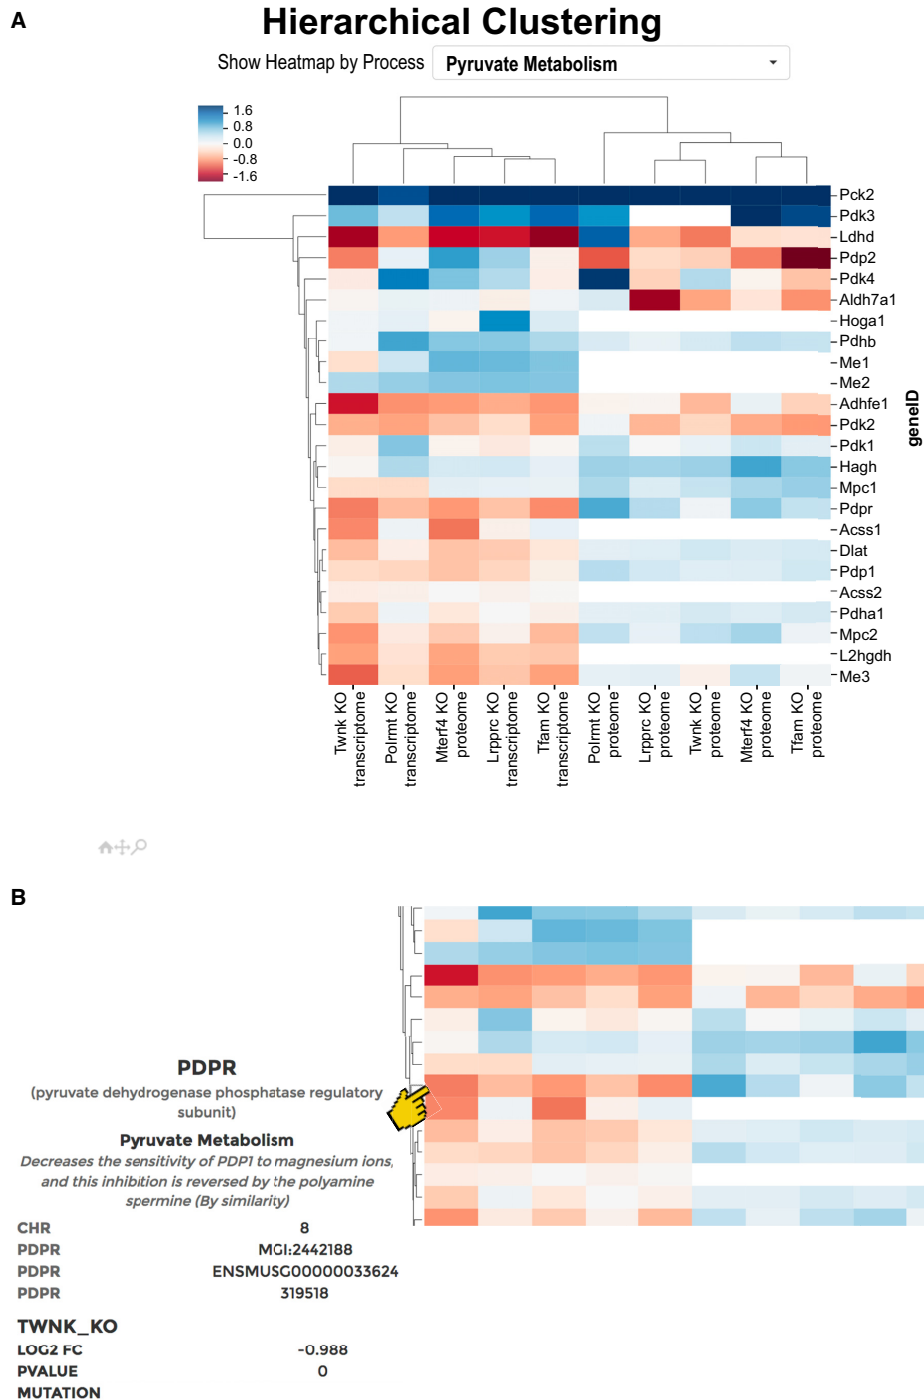 A
Hierarchical Clustering
Show Heatmap by Process
Pyruvate Metabolism
1.6
0.8
0.0
-0.8
-1.6
Pck2
Pdk3
Ldhd
Pdp2
Pdk4
Aldh7a1
Hoga1
Pdhb
Me1
Me2
Adhfe1
Pdk2
Pdk1
Hagh
Mpc1
Pdpr
Acss1
Dlat
Pdp1
Acss2
Pdha1
Mpc2
L2hgdh
Me3
geneID
Twnk KO
transcriptome
Polrmt KO
transcriptome
Mterf4 KO
proteome
Lrpprc KO
transcriptome
Tfam KO
transcriptome
Polrmt KO
proteome
Lrpprc KO
proteome
Twnk KO
proteome
Mterf4 KO
proteome
Tfam KO
proteome
B
PDPR
(pyruvate dehydrogenase phosphatase regulatory
subunit)
Pyruvate Metabolism
Decreases the sensitivity of PDP1 to magnesium ions,
and this inhibition is reversed by the polyamine
spermine (By similarity)
CHR 8
PDPR MGI:2442188
PDPR ENSMUSG00000033624
PDPR 319518
TWNK_KO
LOG2 FC -0.988
PVALUE 0
MUTATION